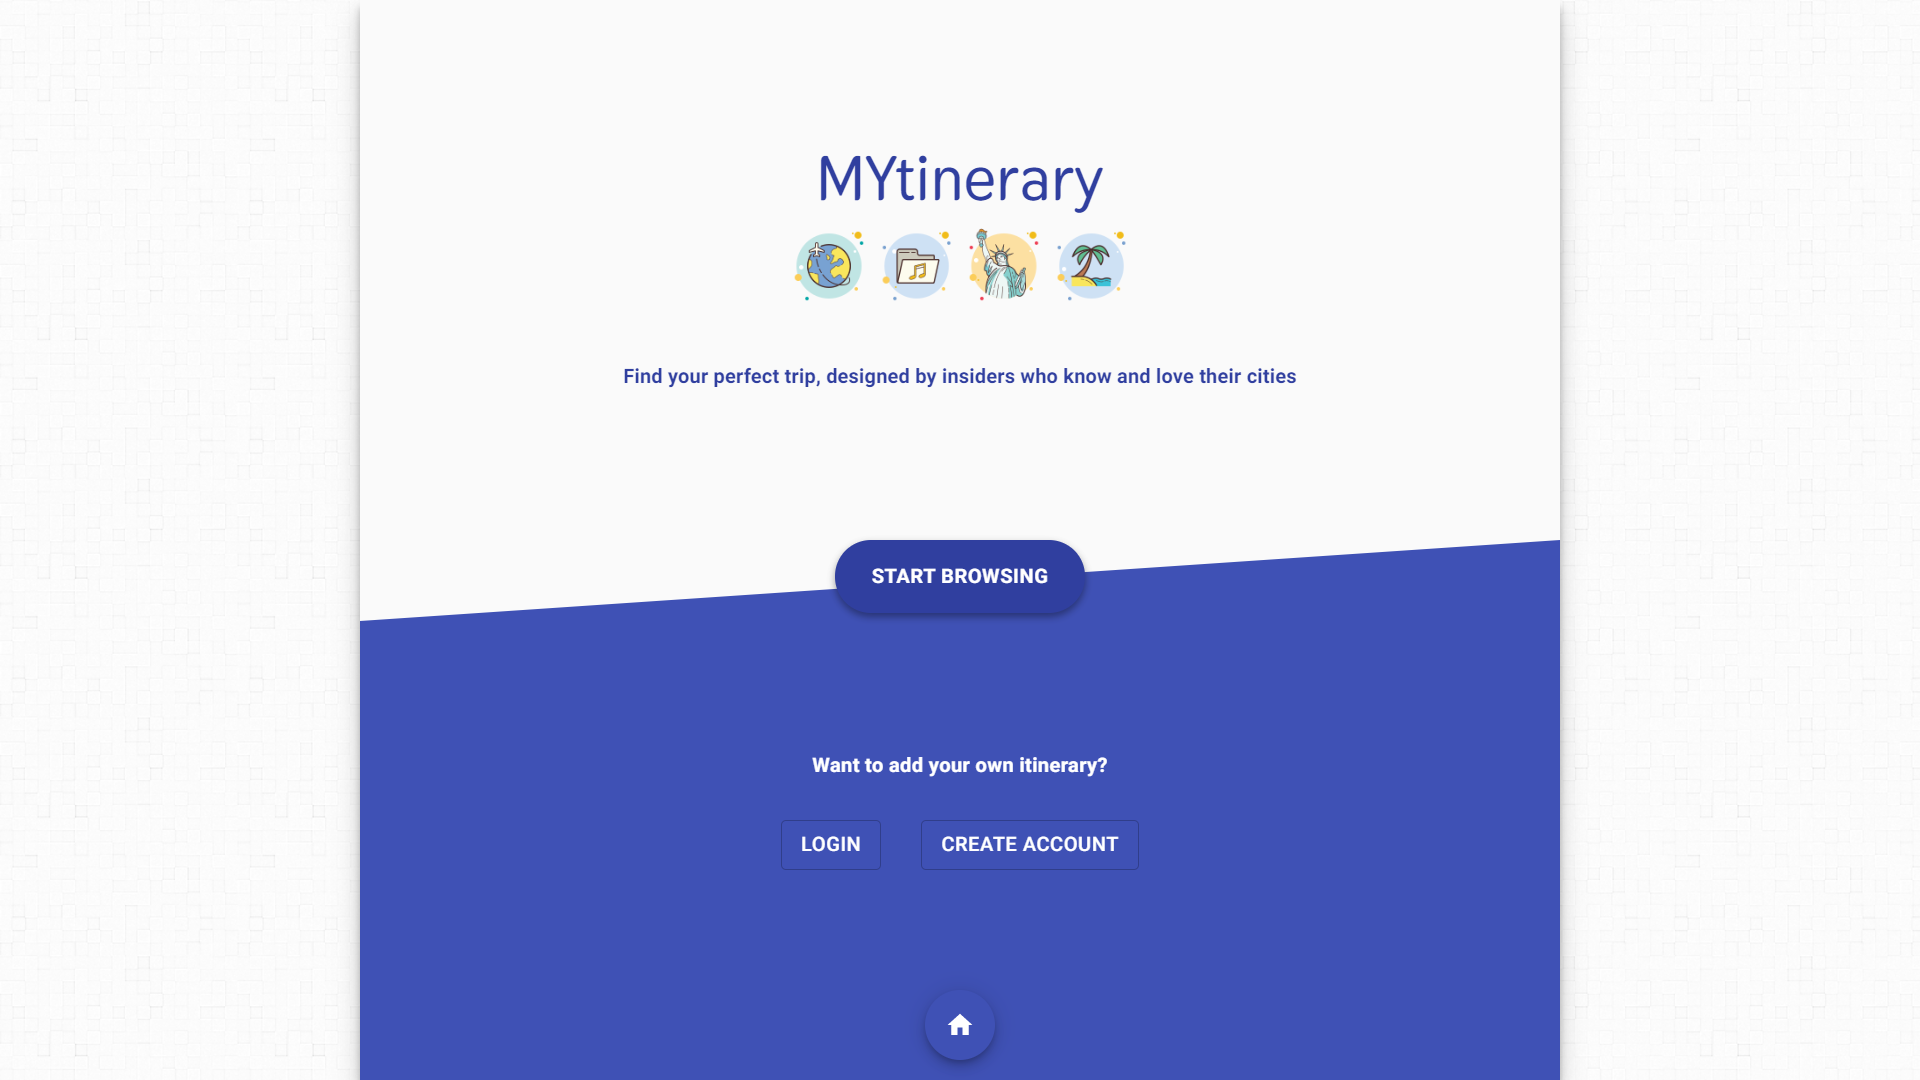 MYtinerary
Find your perfect trip, designed by insiders who know and love their cities
START BROWSING
Want to add your own itinerary?
LOGIN
CREATE ACCOUNT